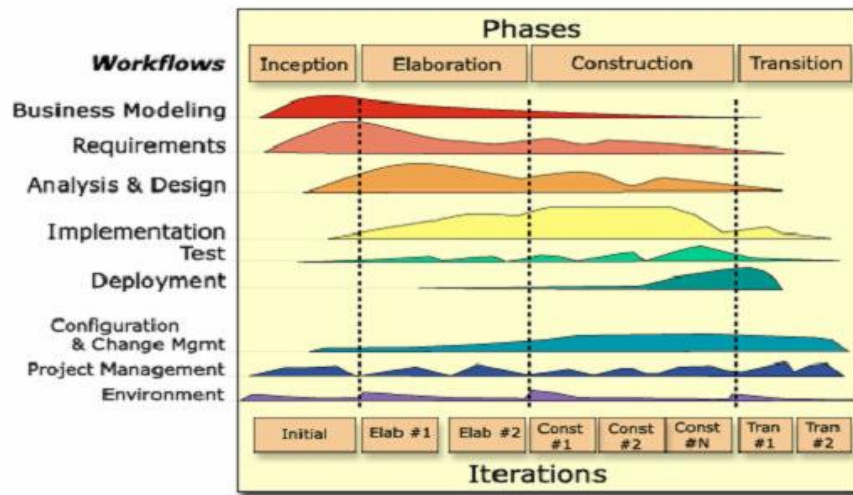 Phases
Workflows
Inception
Elaboration
Construction
Transition
Business Modeling
Requirements
Analysis & Design
Implementation
Test
Deployment
Configuration
& Change Mgmt
Project Management
Environment
Initial
Elab #1
Elab #2
Const
#1
Const
#2
Const
#N
Tran
#1
Tran
#2
Iterations